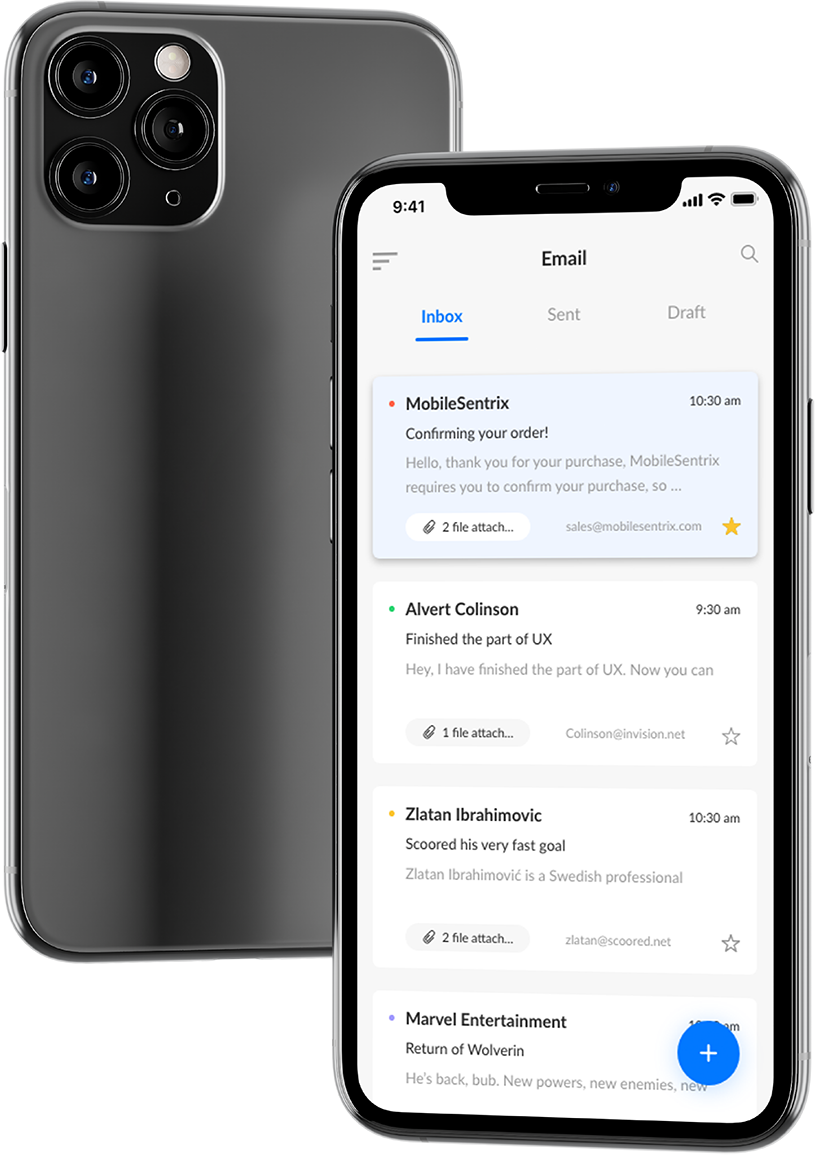 9:41
Email
Inbox
Sent
Draft
MobileSentrix
10:30 am
Confirming your order!
Hello, thank you for your purchase, MobileSentrix
requires you to confirm your purchase, so ...
2 file attach...
sales@mobilesentrix.com
Alvert Colinson
9:30 am
Finished the part of UX
Hey, I have finished the part of UX. Now you can
1 file attach...
Colinson@invision.net
Zlatan Ibrahimovic
10:30 am
Scoored his very fast goal
Zlatan Ibrahimović is a Swedish professional
2 file attach...
zlatan@scoored.net
Marvel Entertainment
am
Return of Wolverin
He's back, bub. New powers, new enemies, new